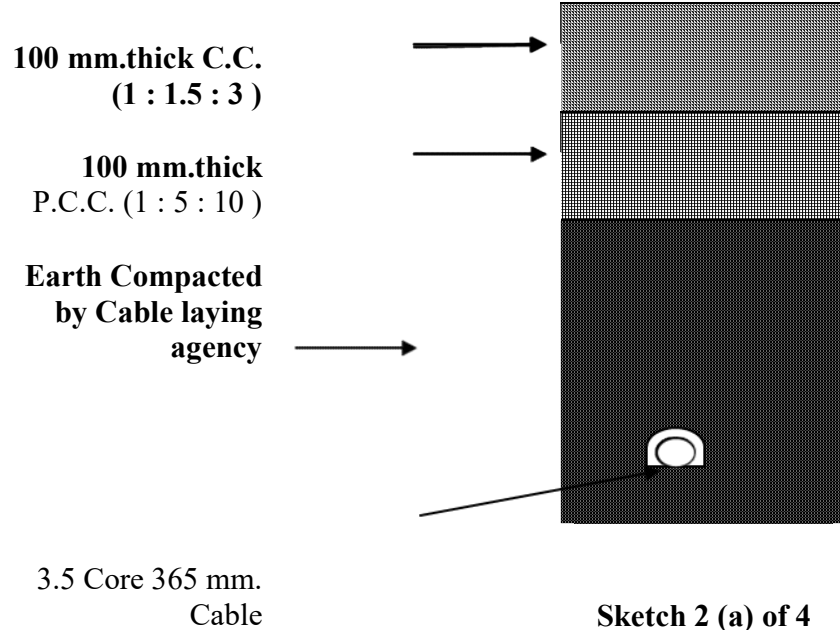 100 mm.thick C.C.
(1 : 1.5 : 3 )
100 mm.thick
P.C.C. (1 : 5 : 10 )
Earth Compacted
by Cable laying
agency
3.5 Core 365 mm.
Cable
Sketch 2 (a) of 4